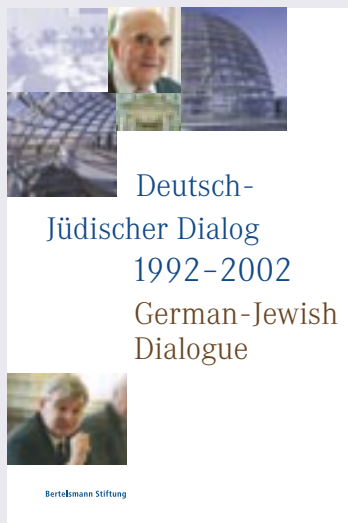 Deutsch-
Jüdischer Dialog
1992–2002
German-Jewish
Dialogue
Bertelsmann Stiftung